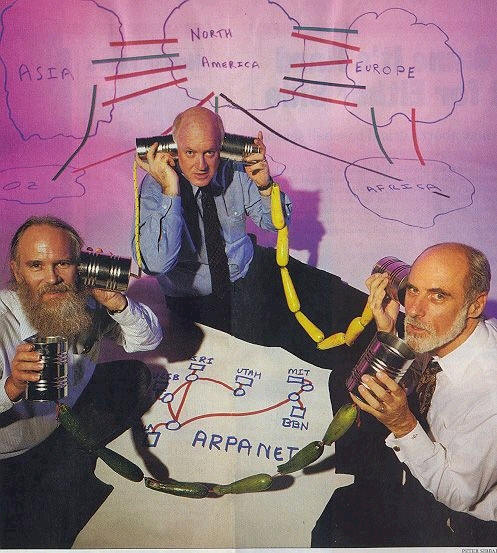 NORTH
AMERICA
ASIA
EUROPE
OZ
AFRICA
SRI
UTAH
MIT
BBN
ARPANET